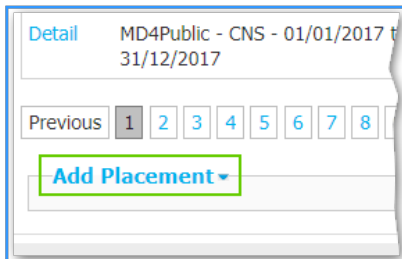 Detail MD4Public - CNS - 01/01/2017 t
31/12/2017
Previous 1 2 3 4 5 6 7 8
Add Placement